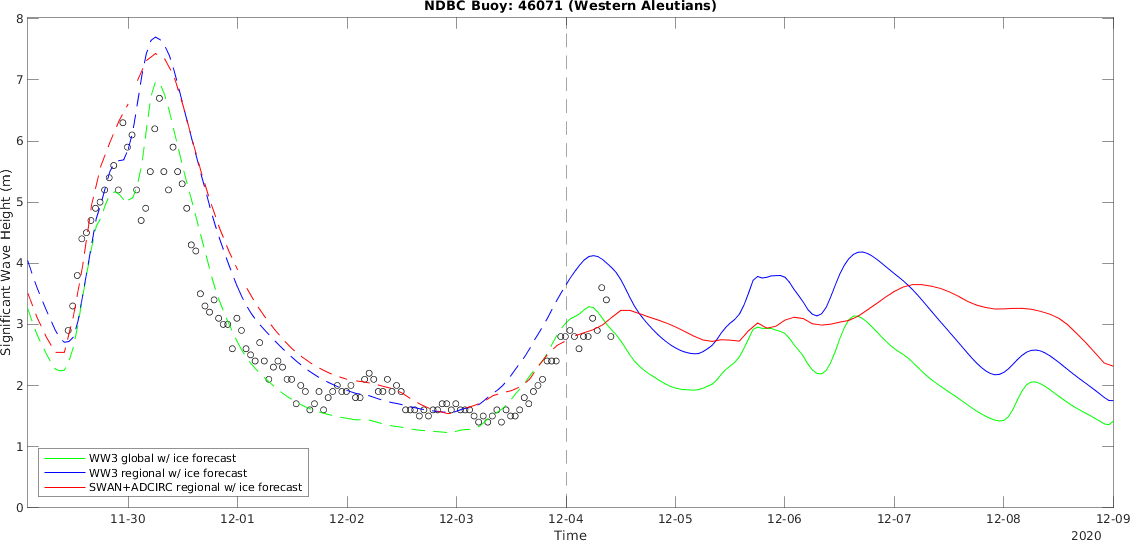 NDBC Buoy: 46071 (Western Aleutians)
8
7
6
5
4
3
2
1
0
Significant Wave Height (m)
WW3 global w/ ice forecast
WW3 regional w/ ice forecast
SWAN+ADCIRC regional w/ ice forecast
11-30 12-01 12-02 12-03 12-04 12-05 12-06 12-07 12-08 12-09
Time
2020